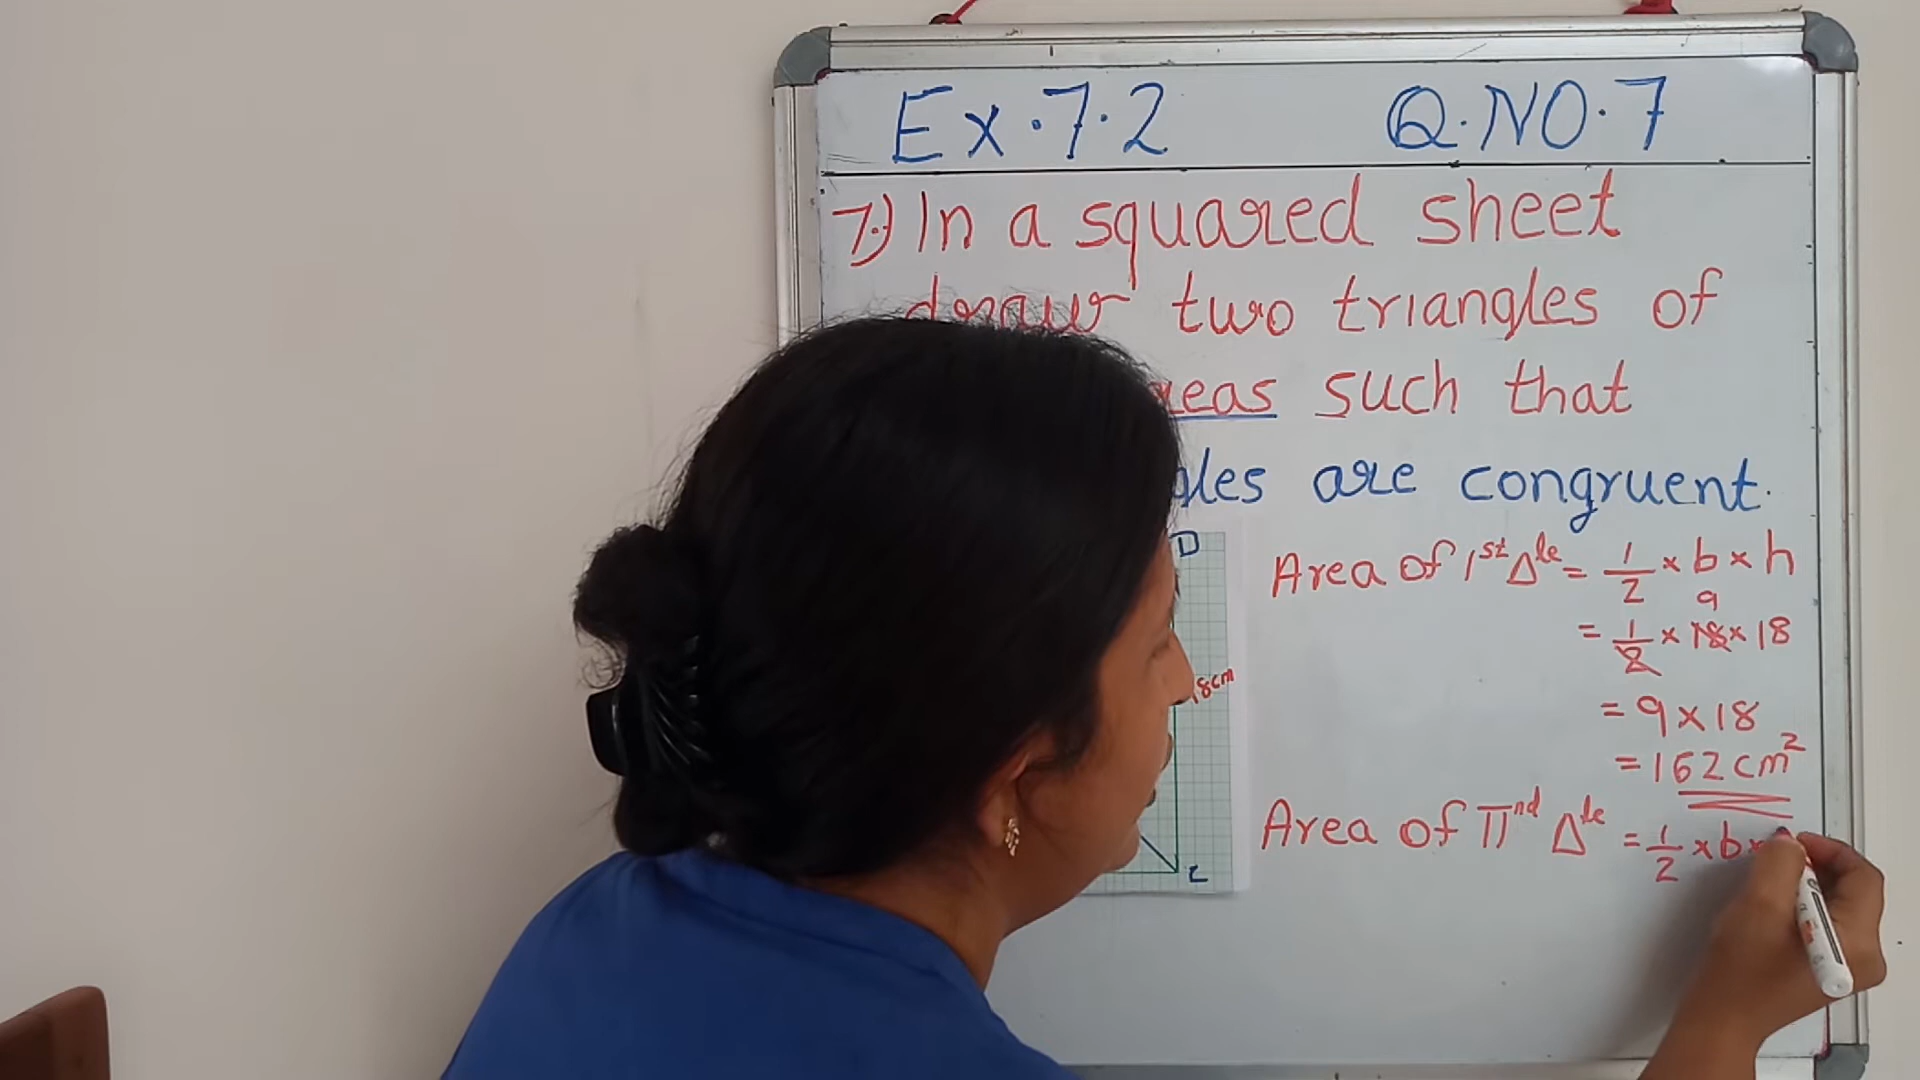 Ex.7.2 Q.NO.7
7.) In a squared sheet
draw two triangles of
such that
are congruent.
D
Area of 1st Δle = 1/2 × b × h
9
= 1/2 × 18 × 18
8cm
= 9 × 18
= 162 cm²
Area of IInd Δle = 1/2 × b ×